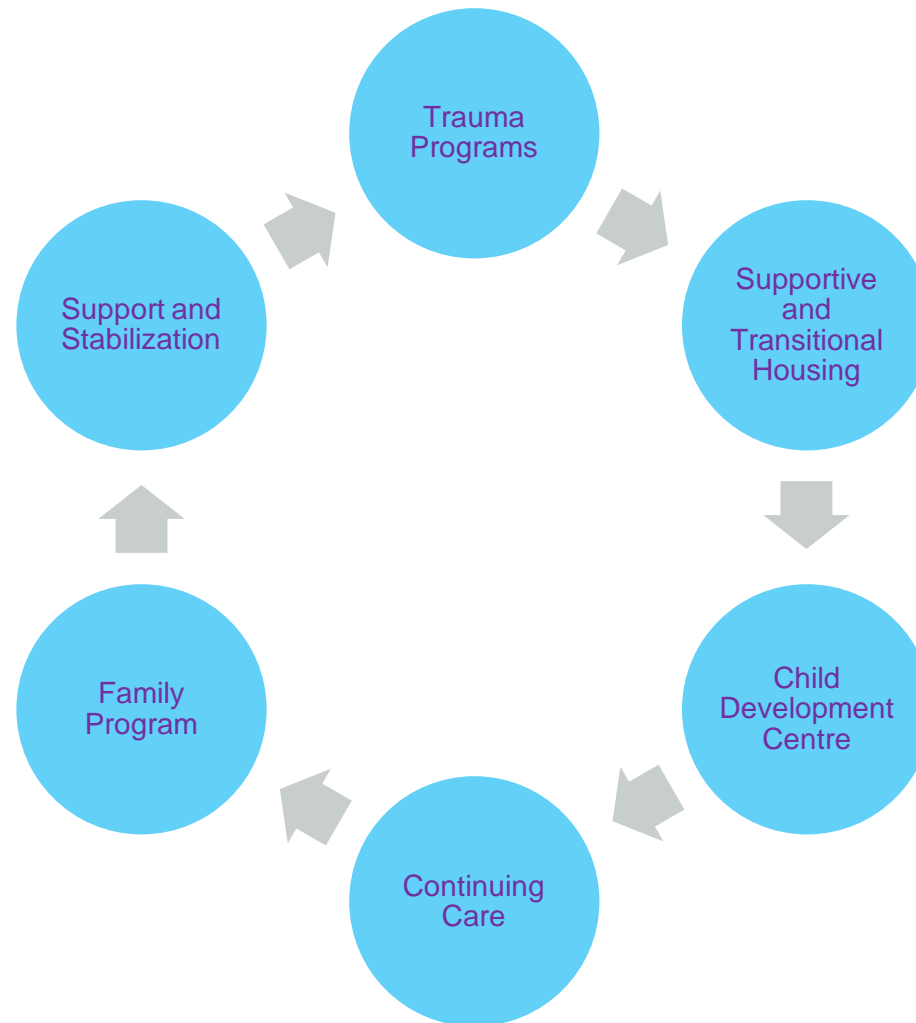 Trauma
Programs
Supportive
and
Transitional
Housing
Child
Development
Centre
Continuing
Care
Family
Program
Support and
Stabilization